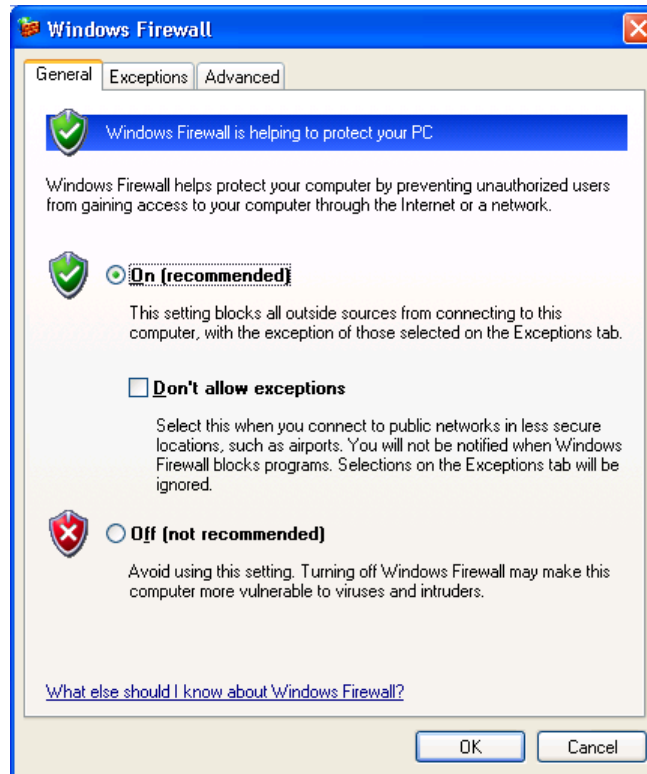 Windows Firewall
General Exceptions Advanced
Windows Firewall is helping to protect your PC
Windows Firewall helps protect your computer by preventing unauthorized users
from gaining access to your computer through the Internet or a network.
On (recommended)
This setting blocks all outside sources from connecting to this
computer, with the exception of those selected on the Exceptions tab.
Don't allow exceptions
Select this when you connect to public networks in less secure
locations, such as airports. You will not be notified when Windows
Firewall blocks programs. Selections on the Exceptions tab will be
ignored.
Off (not recommended)
Avoid using this setting. Turning off Windows Firewall may make this
computer more vulnerable to viruses and intruders.
What else should I know about Windows Firewall?
OK Cancel